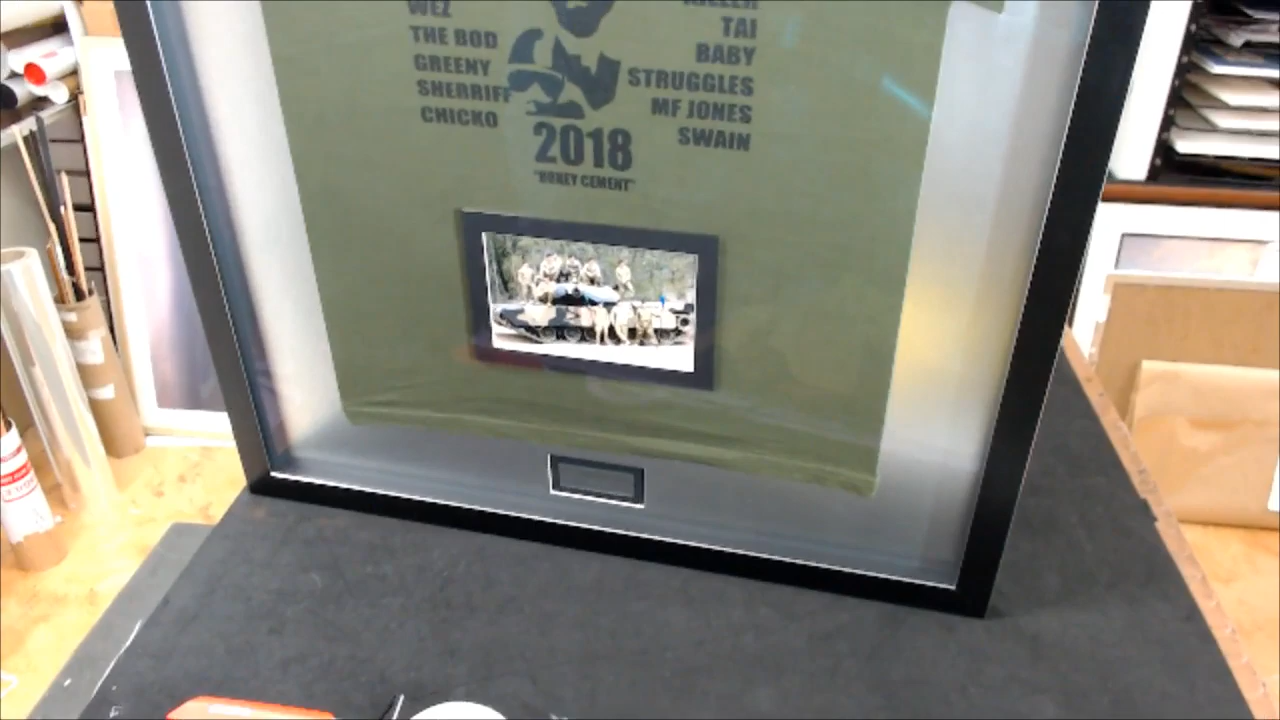 WEZ
THE BOD
GREENY
SHERRIFF
CHICKO
TAI
BABY
STRUGGLES
MF JONES
SWAIN
2018
"HONEY CEMENT"